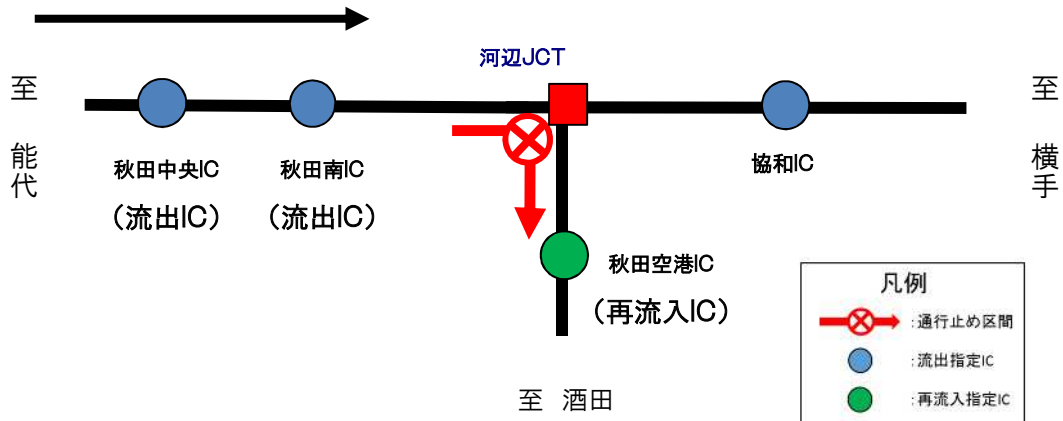 河辺JCT
至 能代
至 横手
秋田中央IC
(流出IC)
秋田南IC
(流出IC)
協和IC
秋田空港IC
(再流入IC)
至 酒田
凡例
:通行止め区間
:流出指定IC
:再流入指定IC